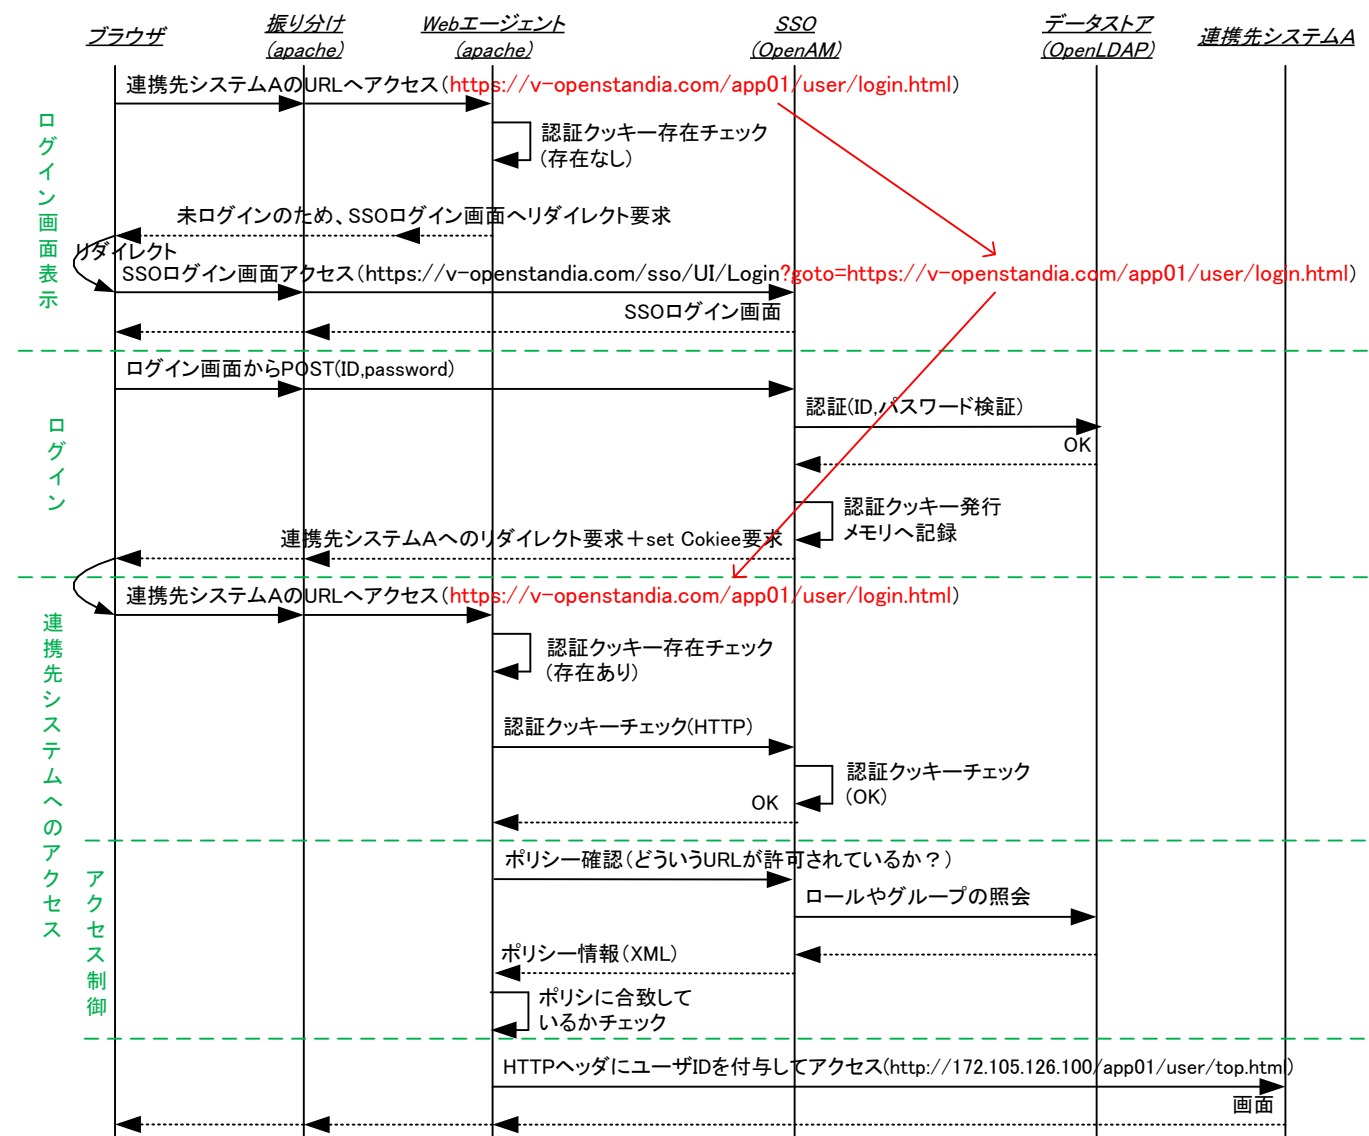 ブラウザ
振り分け
(apache)
Webエージェント
(apache)
SSO
(OpenAM)
データストア
(OpenLDAP)
連携先システムA
ログイン画面表示
連携先システムAのURLへアクセス(https://v-openstandia.com/app01/user/login.html)
認証クッキー存在チェック
(存在なし)
未ログインのため、SSOログイン画面へリダイレクト要求
リダイレクト
SSOログイン画面アクセス(https://v-openstandia.com/sso/UI/Login?goto=https://v-openstandia.com/app01/user/login.html)
SSOログイン画面
ログイン
ログイン画面からPOST(ID,password)
認証(ID,パスワード検証)
OK
認証クッキー発行
メモリへ記録
連携先システムAへのリダイレクト要求+set Cokiee要求
連携先システムへのアクセス
連携先システムAのURLへアクセス(https://v-openstandia.com/app01/user/login.html)
認証クッキー存在チェック
(存在あり)
認証クッキーチェック(HTTP)
認証クッキーチェック
(OK)
OK
アクセス制御
ポリシー確認(どういうURLが許可されているか?)
ロールやグループの照会
ポリシー情報(XML)
ポリシに合致して
いるかチェック
HTTPヘッダにユーザIDを付与してアクセス(http://172.105.126.100/app01/user/top.html)
画面